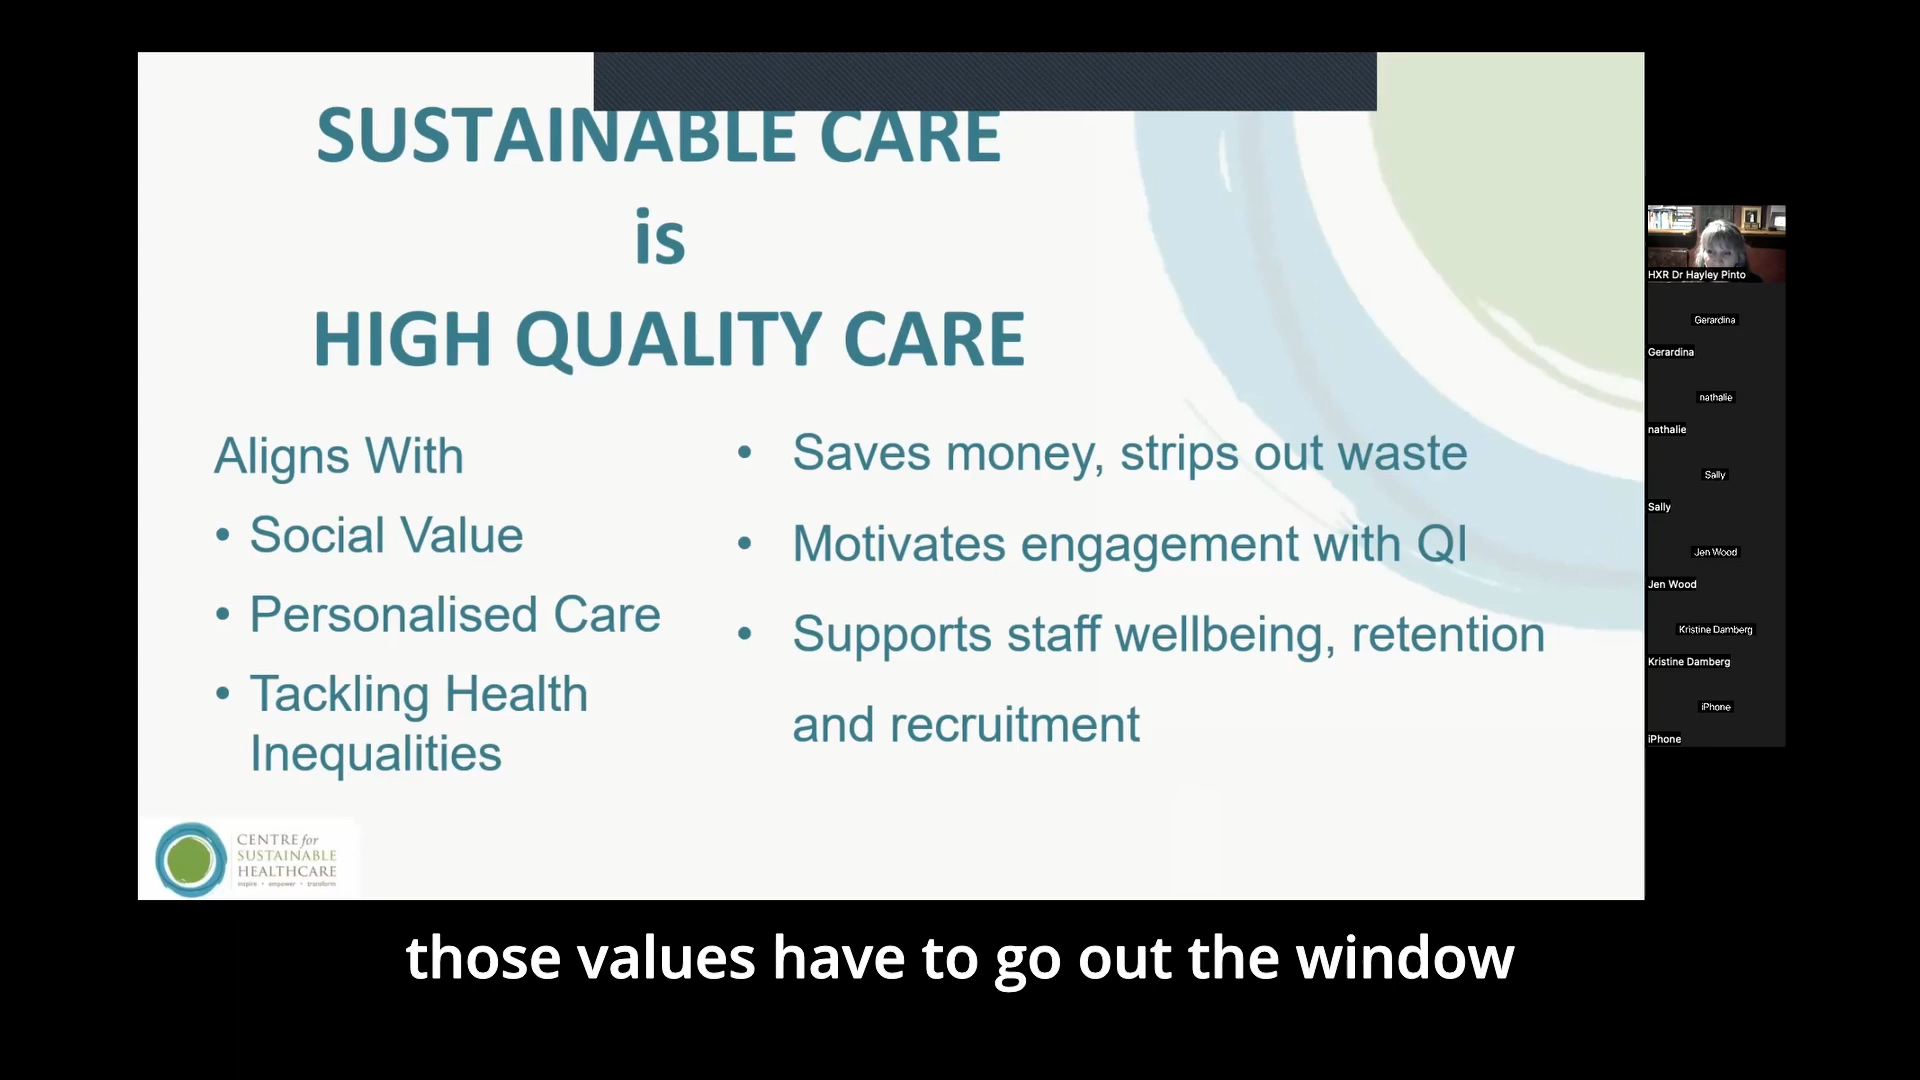 SUSTAINABLE CARE
is
HIGH QUALITY CARE
Aligns With
• Social Value
• Personalised Care
• Tackling Health
Inequalities
• Saves money, strips out waste
• Motivates engagement with QI
• Supports staff wellbeing, retention
and recruitment
CENTRE for
SUSTAINABLE
HEALTHCARE
inspire • empower • transform
HXR Dr Hayley Pinto
Gerardina
Gerardina
nathalie
nathalie
Sally
Sally
Jen Wood
Jen Wood
Kristine Damberg
Kristine Damberg
iPhone
iPhone
those values have to go out the window